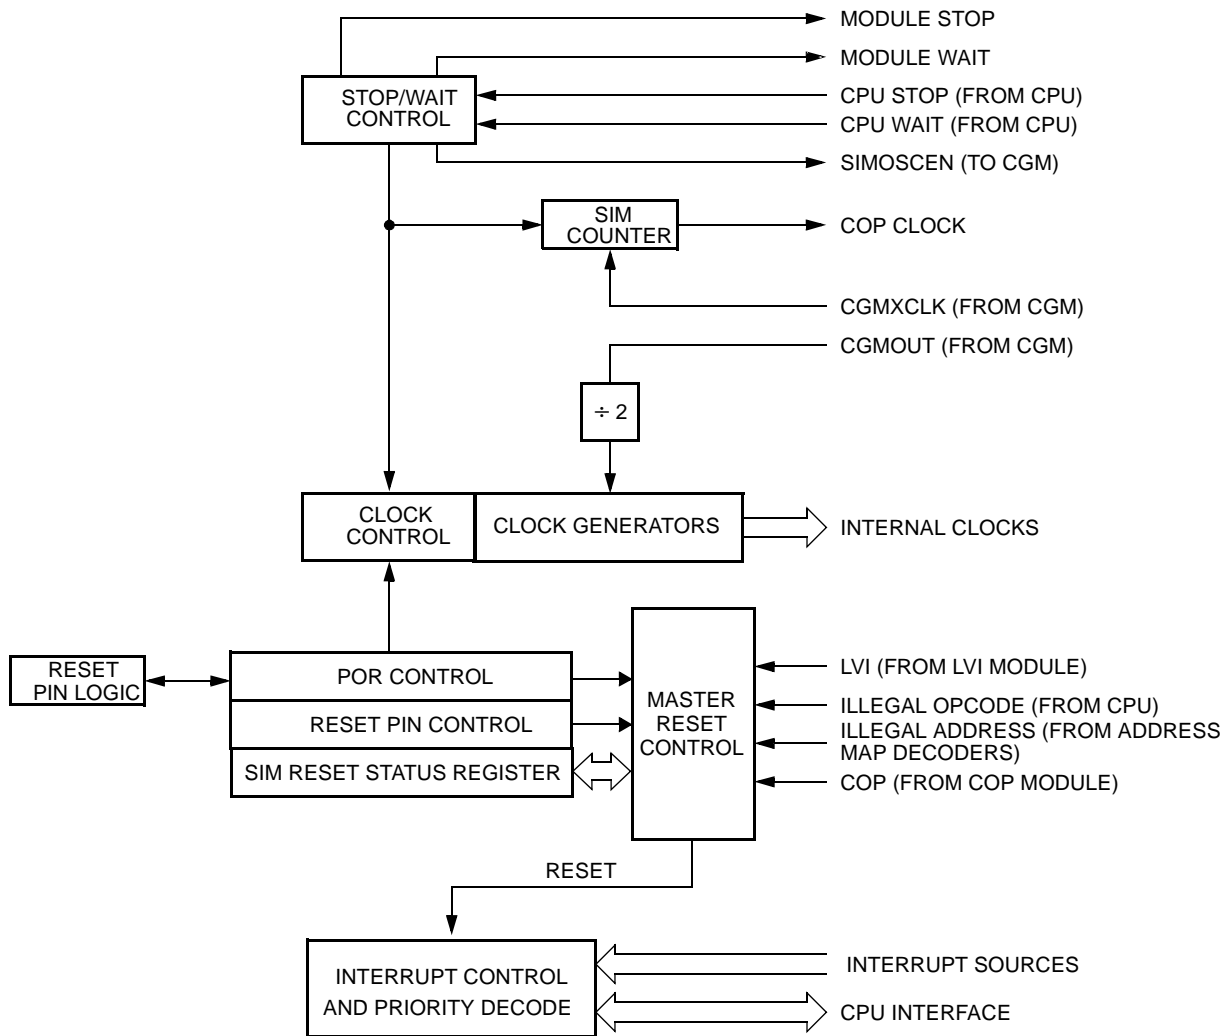 MODULE STOP
MODULE WAIT
STOP/WAIT
CONTROL
CPU STOP (FROM CPU)
CPU WAIT (FROM CPU)
SIMOSCEN (TO CGM)
SIM
COUNTER
COP CLOCK
CGMXCLK (FROM CGM)
CGMOUT (FROM CGM)
÷ 2
CLOCK
CONTROL
CLOCK GENERATORS
INTERNAL CLOCKS
RESET
PIN LOGIC
POR CONTROL
RESET PIN CONTROL
SIM RESET STATUS REGISTER
MASTER
RESET
CONTROL
LVI (FROM LVI MODULE)
ILLEGAL OPCODE (FROM CPU)
ILLEGAL ADDRESS (FROM ADDRESS
MAP DECODERS)
COP (FROM COP MODULE)
RESET
INTERRUPT CONTROL
AND PRIORITY DECODE
INTERRUPT SOURCES
CPU INTERFACE